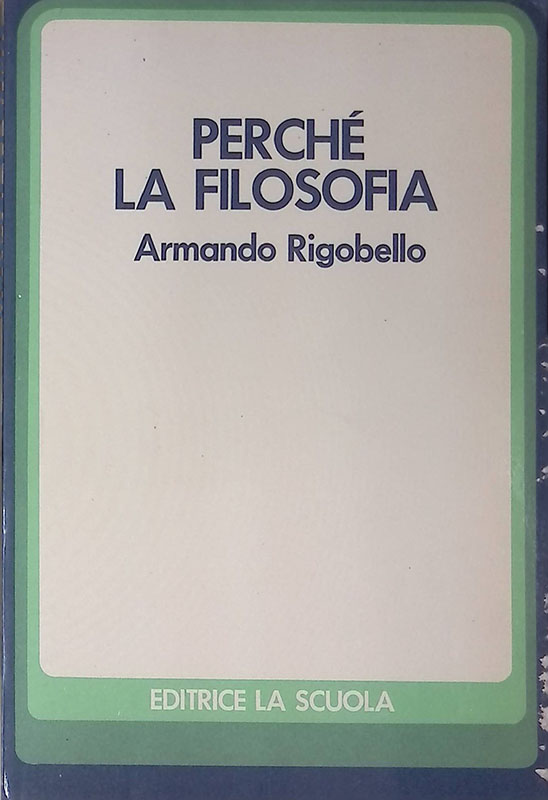 PERCHÉ
LA FILOSOFIA
Armando Rigobello
EDITRICE LA SCUOLA